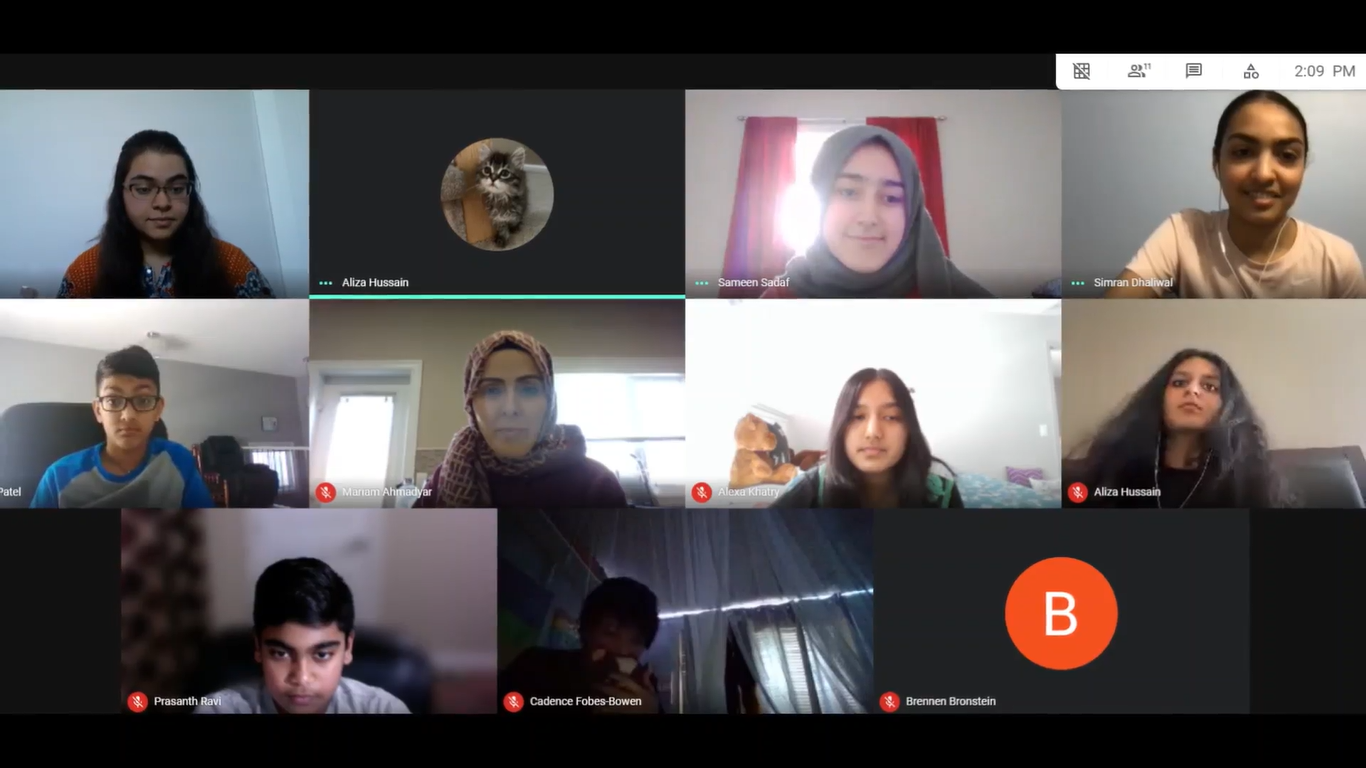 11
2:09 PM
Aliza Hussain
Sameen Sadaf
Simran Dhaliwal
Patel
Mariam Ahmadyar
Alexa Khatry
Aliza Hussain
Prasanth Ravi
Cadence Fobes-Bowen
B
Brennen Bronstein